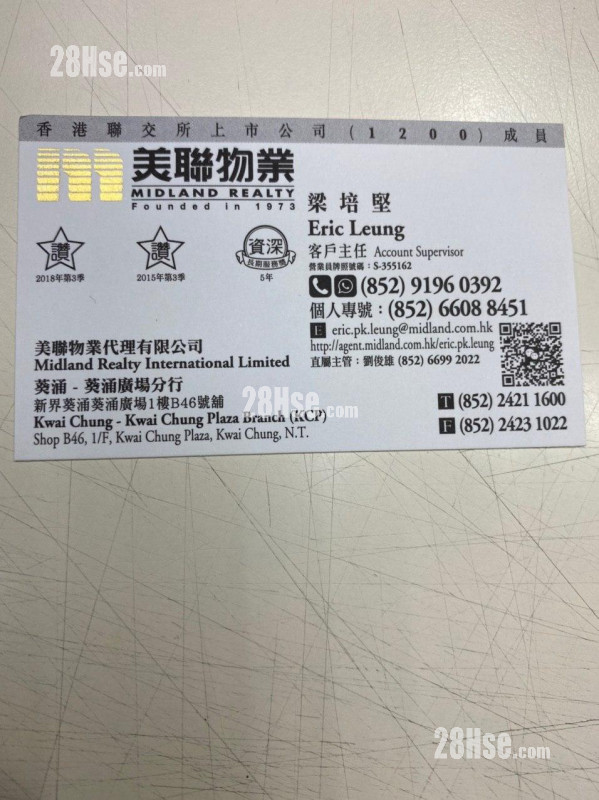 28Hse.com
香港聯交所上市公司(1200)成員
美聯物業
MIDLAND REALTY
Founded in 1973
讚
2018年第3季
讚
2015年第3季
資深
長期服務獎
5年
梁培堅
Eric Leung
客戶主任 Account Supervisor
營業員牌照號碼：S-355162
(852) 9196 0392
個人專號：(852) 6608 8451
E eric.pk.leung@midland.com.hk
http://agent.midland.com.hk/eric.pk.leung
直屬主管：劉俊雄 (852) 6699 2022
美聯物業代理有限公司
Midland Realty International Limited
葵涌 - 葵涌廣場分行
新界葵涌葵涌廣場1樓B46號舖
Kwai Chung - Kwai Chung Plaza Branch (KCP)
Shop B46, 1/F, Kwai Chung Plaza, Kwai Chung, N.T.
T (852) 2421 1600
F (852) 2423 1022
28Hse.com
28Hse.com